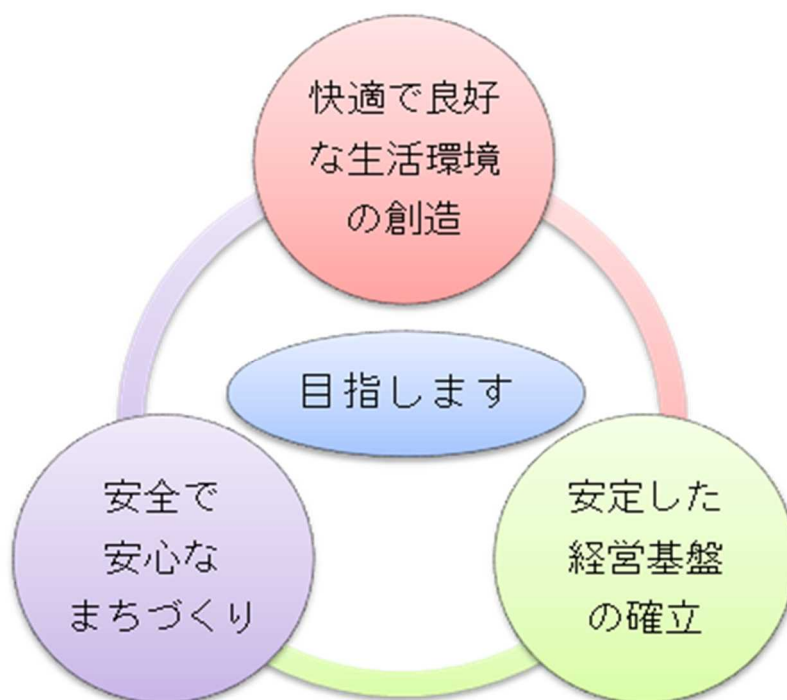 快適で良好
な生活環境
の創造
目指します
安全で
安心な
まちづくり
安定した
経営基盤
の確立